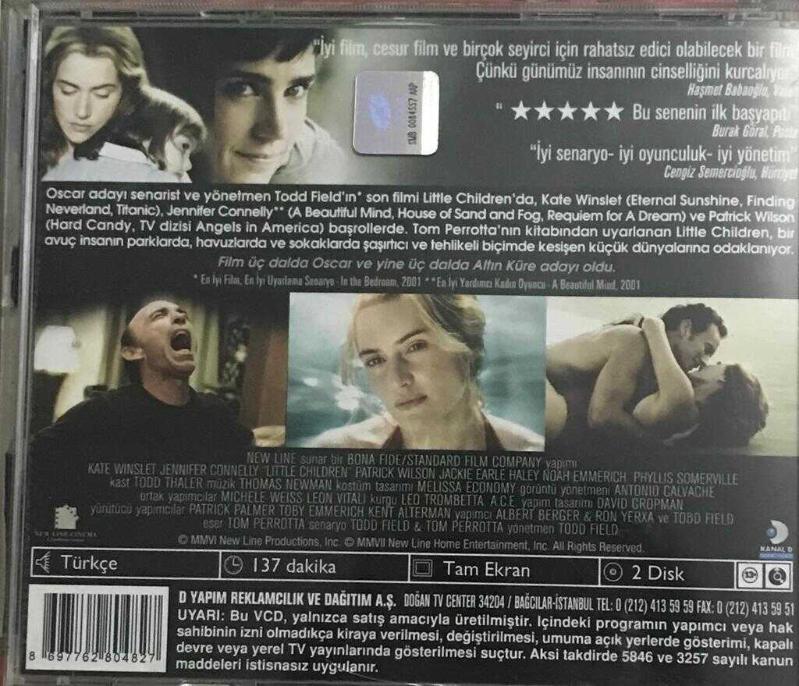 "İyi film, cesur film ve birçok seyirci için rahatsız edici olabilecek bir film
Çünkü günümüz insanının cinselliğini kurcalıyor
Haşmet Babaoğlu,
" ★★★★★ Bu senenin ilk başyapıtı
Burak Göral, Posta
"İyi senaryo- iyi oyunculuk- iyi yönetim"
Cengiz Semercioğlu, Hürriyet
SMB 0084557 AAP
Oscar adayı senarist ve yönetmen Todd Field'ın* son filmi Little Children'da, Kate Winslet (Eternal Sunshine, Finding
Neverland, Titanic), Jennifer Connelly** (A Beautiful Mind, House of Sand and Fog, Requiem for A Dream) ve Patrick Wilson
(Hard Candy, TV dizisi Angels in America) başrollerde. Tom Perrotta'nın kitabından uyarlanan Little Children, bir
avuç insanın parklarda, havuzlarda ve sokaklarda şaşırtıcı ve tehlikeli biçimde kesişen küçük dünyalarına odaklanıyor.
Film üç dalda Oscar ve yine üç dalda Altın Küre adayı oldu.
* En İyi Film, En İyi Uyarlama Senaryo - In the Bedroom, 2001 **En İyi Yardımcı Kadın Oyuncu - A Beautiful Mind, 2001
NEW LINE sunar bir BONA FIDE/STANDARD FILM COMPANY yapımı
KATE WINSLET JENNIFER CONNELLY "LITTLE CHILDREN" PATRICK WILSON JACKIE EARLE HALEY NOAH EMMERICH PHYLLIS SOMERVILLE
kast TODD THALER müzik THOMAS NEWMAN kostüm tasarımı MELISSA ECONOMY görüntü yönetmeni ANTONIO CALVACHE
ortak yapımcılar MICHELE WEISS LEON VITALI kurgu LEO TROMBETTA A.C.E. yapım tasarımı DAVID GROPMAN
yürütücü yapımcılar PATRICK PALMER TOBY EMMERICH KENT ALTERMAN yapımcı ALBERT BERGER & RON YERXA ve TODD FIELD
eser TOM PERROTTA senaryo TODD FIELD & TOM PERROTTA yönetmen TODD FIELD
NEW LINE CINEMA
© MMVI New Line Productions, Inc. © MMVII New Line Home Entertainment, Inc. All Rights Reserved.
KANAL D
Türkçe
137 dakika
Tam Ekran
2 Disk
13+
8 697762 804827
D YAPIM REKLAMCILIK VE DAĞITIM A.Ş. DOĞAN TV CENTER 34204 / BAĞCILAR-İSTANBUL TEL: 0 (212) 413 59 59 FAX: 0 (212) 413 59 51
UYARI: Bu VCD, yalnızca satış amacıyla üretilmiştir. İçindeki programın yapımcı veya hak
sahibinin izni olmadıkça kiraya verilmesi, değiştirilmesi, umuma açık yerlerde gösterimi, kapalı
devre veya yerel TV yayınlarında gösterilmesi suçtur. Aksi takdirde 5846 ve 3257 sayılı kanun
maddeleri istisnasız uygulanır.